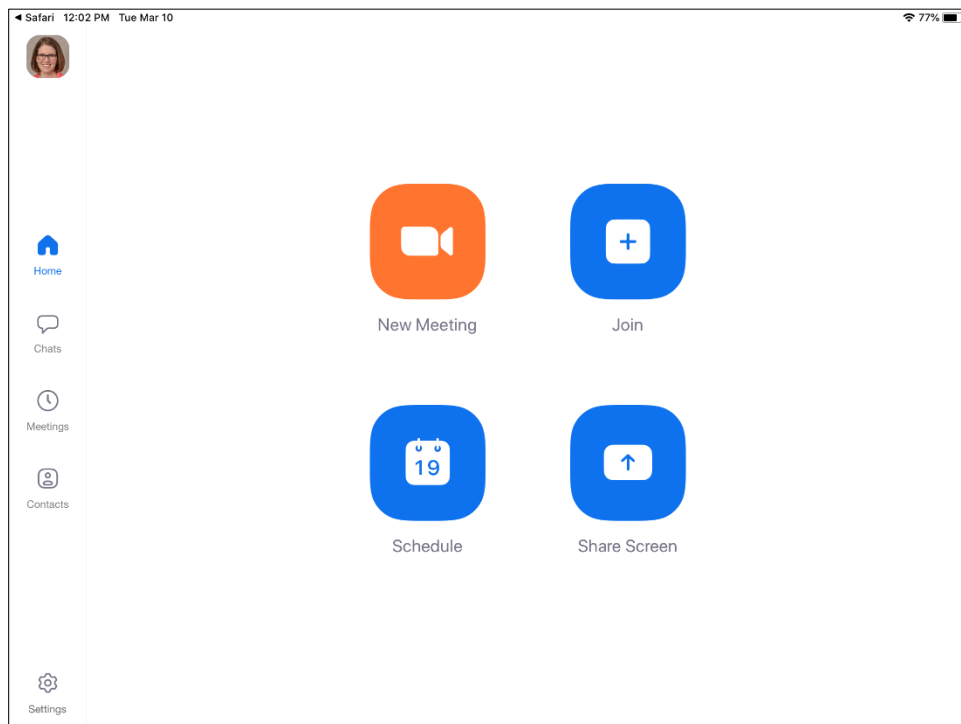 Safari 12:02 PM Tue Mar 10 77%
Home
Chats
Meetings
Contacts
Settings
New Meeting
Join
19
Schedule
Share Screen